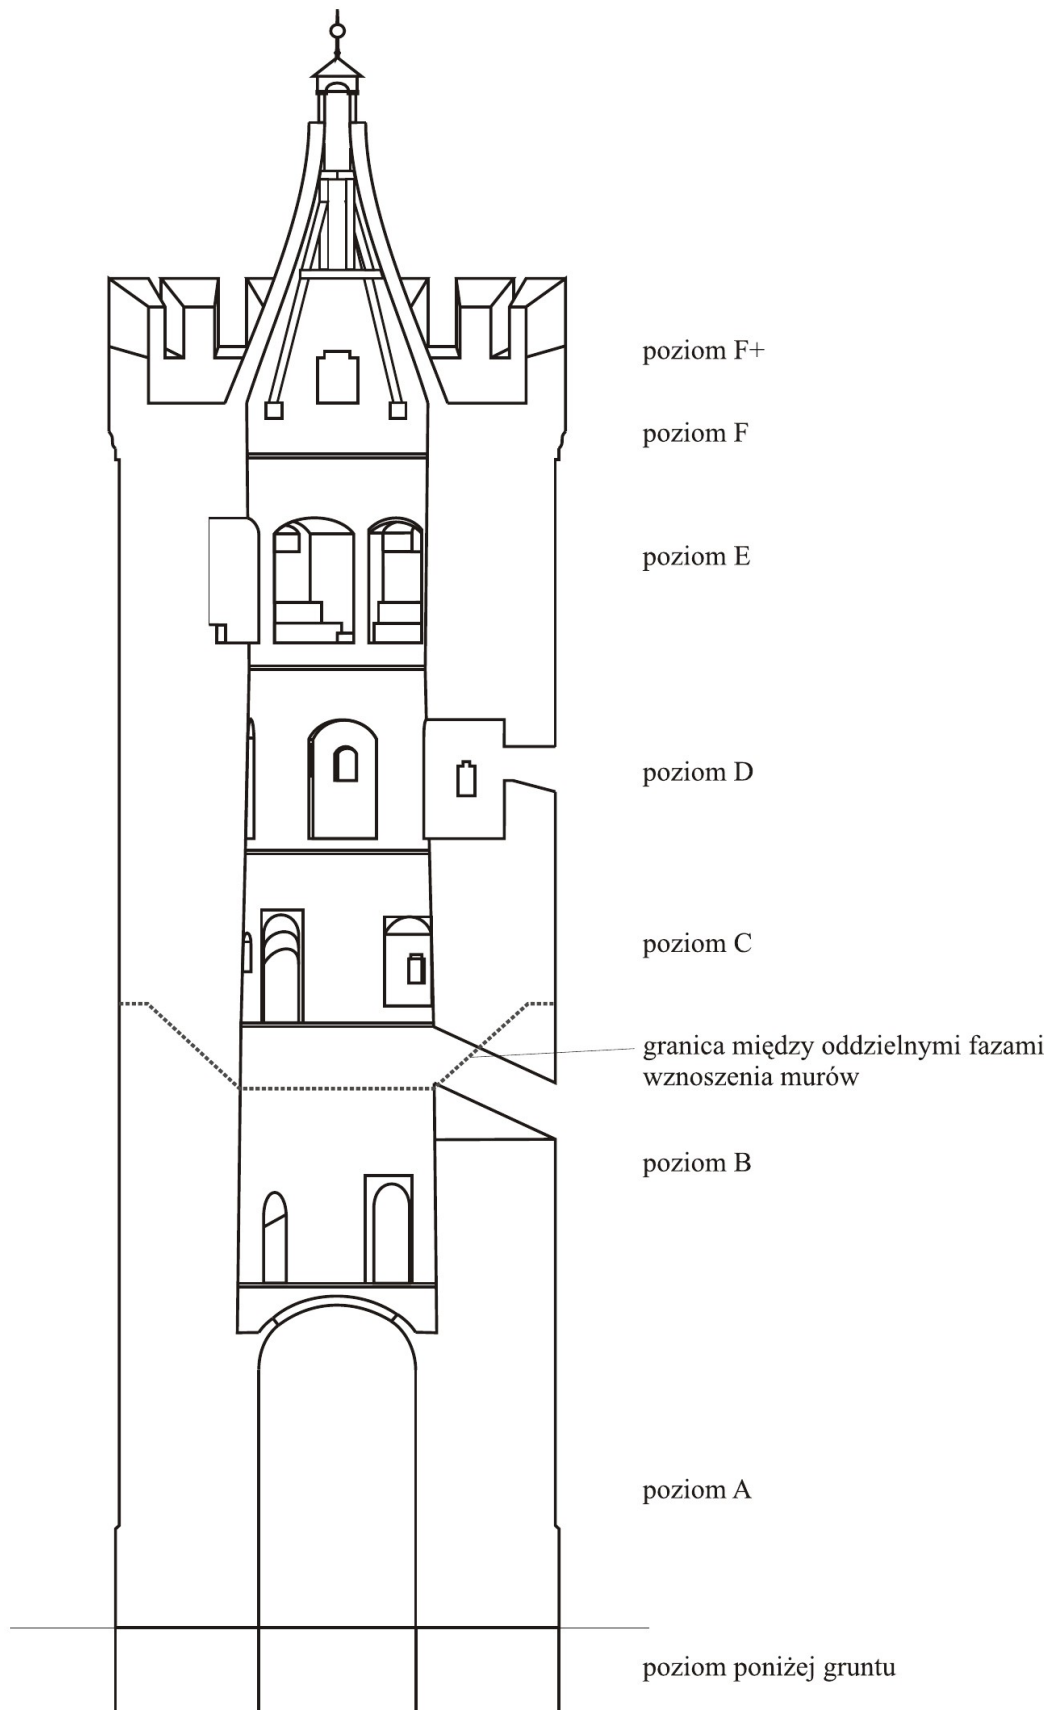 poziom F+
poziom F
poziom E
poziom D
poziom C
granica między oddzielnymi fazami
wznoszenia murów
poziom B
poziom A
poziom poniżej gruntu